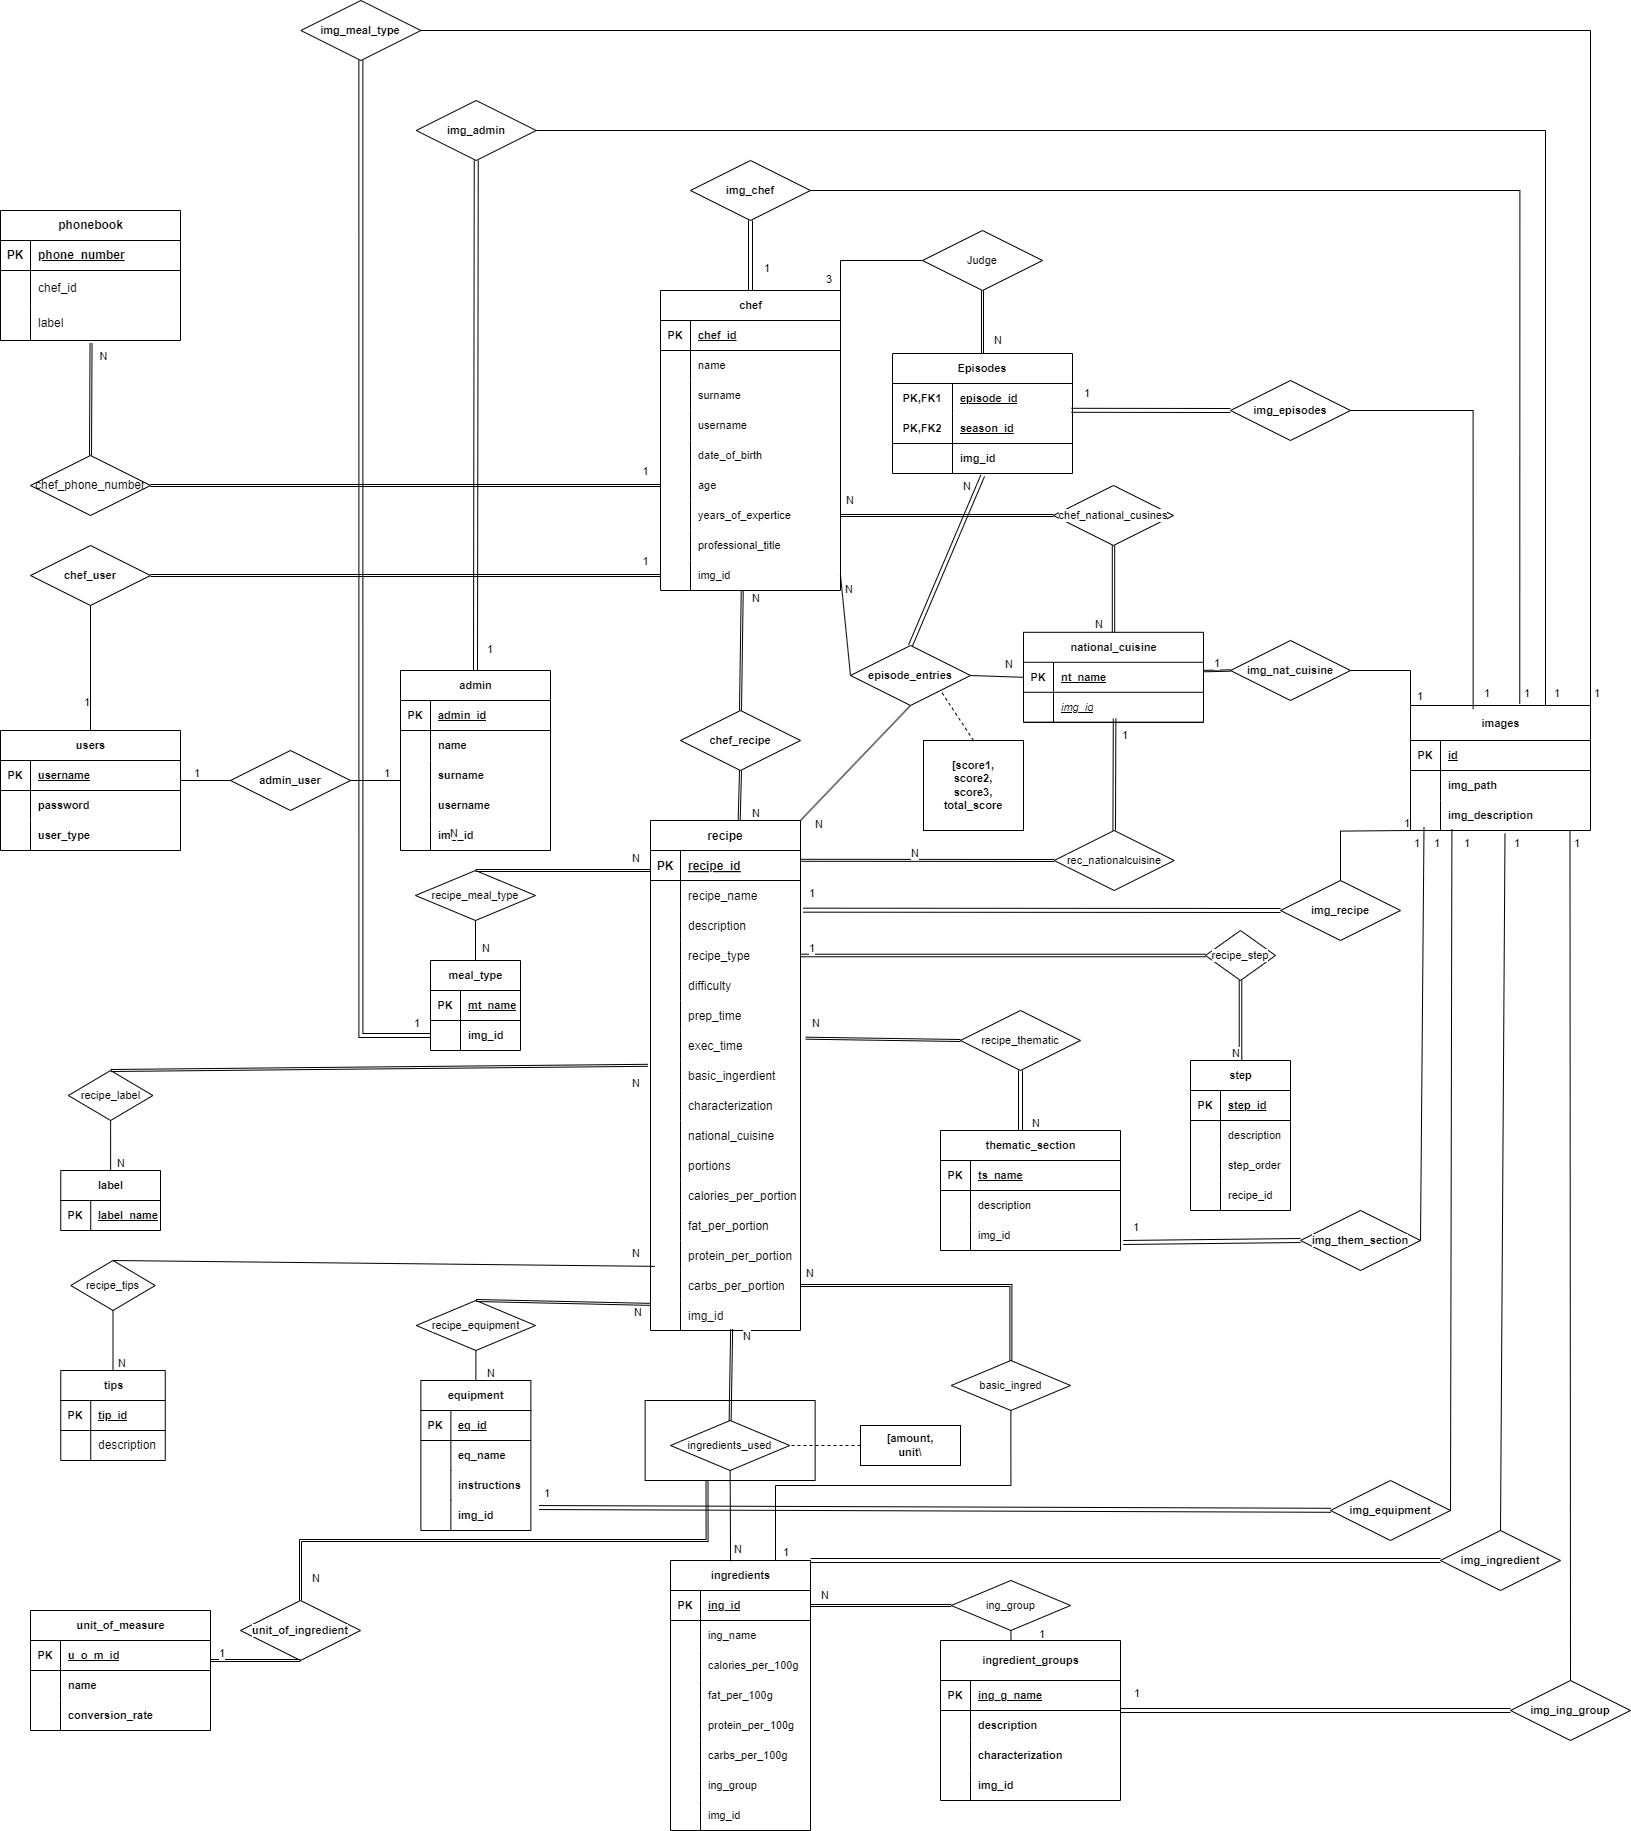 img_meal_type
img_admin
img_chef
phonebook
PK phone_number
chef_id
label
N
chef_phone_number
1
Judge
3
1
chef
PK chef_id
name
surname
username
date_of_birth
age
years_of_expertice
professional_title
img_id
N
Episodes
PK,FK1 episode_id
PK,FK2 season_id
img_id
1
img_episodes
N
N
chef_national_cusines
N
chef_user
1
1
N
N
users
PK username
password
user_type
1
admin_user
1
1
admin
PK admin_id
name
surname
username
img_id
N
chef_recipe
N
episode_entries
N
N
[score1,
score2,
score3,
total_score
national_cuisine
PK nt_name
img_id
1
img_nat_cuisine
1
1
1
1
1
1
images
PK id
img_path
img_description
1
1
1
1
1
1
rec_nationalcuisine
N
img_recipe
1
N
recipe_meal_type
N
meal_type
PK mt_name
img_id
1
recipe
PK recipe_id
recipe_name
description
recipe_type
difficulty
prep_time
exec_time
basic_ingerdient
characterization
national_cuisine
portions
calories_per_portion
fat_per_portion
protein_per_portion
carbs_per_portion
img_id
1
recipe_step
N
step
PK step_id
description
step_order
recipe_id
N
recipe_thematic
N
thematic_section
PK ts_name
description
img_id
1
img_them_section
N
recipe_label
N
label
PK label_name
N
recipe_tips
N
tips
PK tip_id
description
N
recipe_equipment
N
equipment
PK eq_id
eq_name
instructions
img_id
1
img_equipment
N
basic_ingred
1
N
ingredients_used
[amount,
unit\
N
img_ingredient
ingredients
PK ing_id
ing_name
calories_per_100g
fat_per_100g
protein_per_100g
carbs_per_100g
ing_group
img_id
N
ing_group
1
ingredient_groups
PK ing_g_name
description
characterization
img_id
1
img_ing_group
N
unit_of_ingredient
1
unit_of_measure
PK u_o_m_id
name
conversion_rate